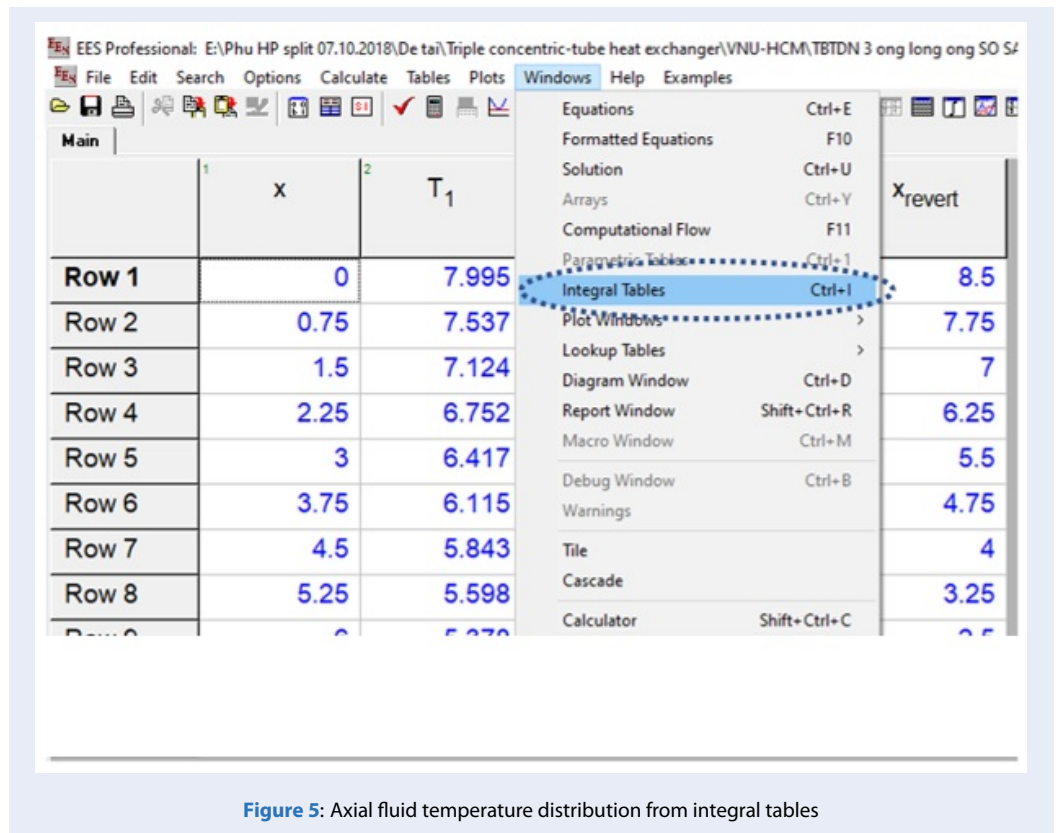 EES Professional: E:\Phu HP split 07.10.2018\De tai\Triple concentric-tube heat exchanger\VNU-HCM\TBTDN 3 ong long ong SO
File Edit Search Options Calculate Tables Plots Windows Help Examples
Main
Equations Ctrl+E
Formatted Equations F10
Solution Ctrl+U
Arrays Ctrl+Y
Computational Flow F11
Parametric Tables Ctrl+1
Integral Tables Ctrl+I
Plot Windows >
Lookup Tables >
Diagram Window Ctrl+D
Report Window Shift+Ctrl+R
Macro Window Ctrl+M
Debug Window Ctrl+B
Warnings
Tile
Cascade
Calculator Shift+Ctrl+C
1 x 2 T1 xrevert
Row 1 0 7.995 8.5
Row 2 0.75 7.537 7.75
Row 3 1.5 7.124 7
Row 4 2.25 6.752 6.25
Row 5 3 6.417 5.5
Row 6 3.75 6.115 4.75
Row 7 4.5 5.843 4
Row 8 5.25 5.598 3.25
Figure 5: Axial fluid temperature distribution from integral tables